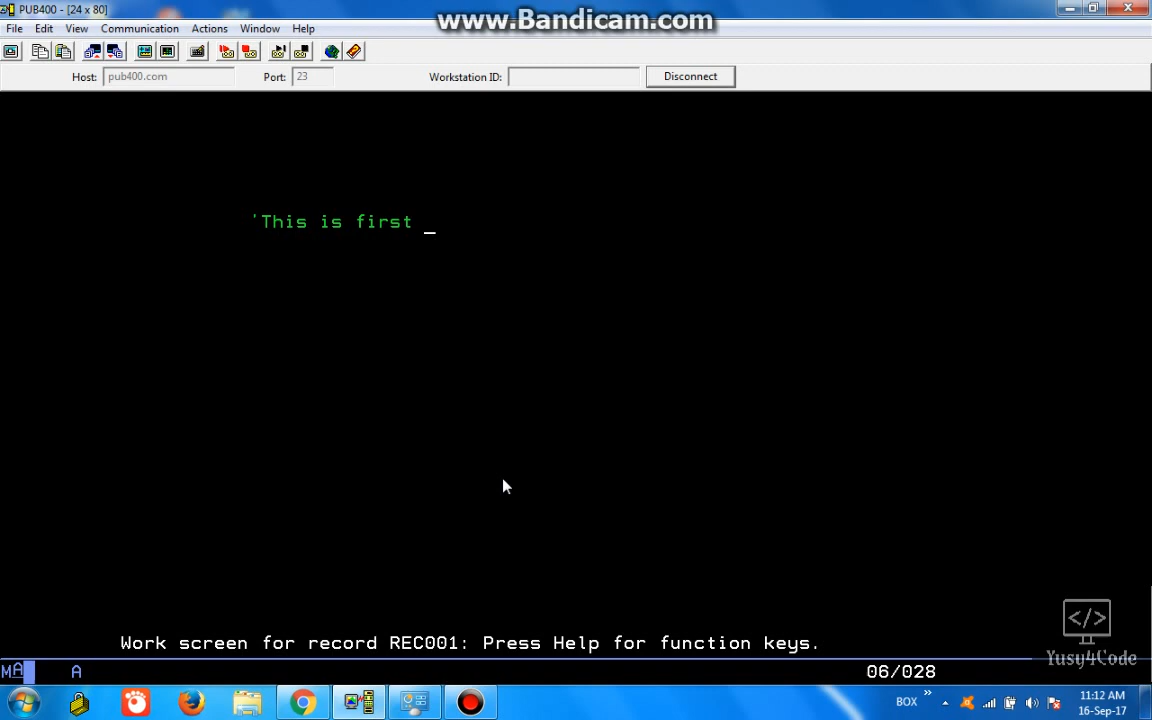 PUB400 - [24 x 80]
www.Bandicam.com
File Edit View Communication Actions Window Help
Host: pub400.com Port: 23 Workstation ID: Disconnect
'This is first _
Work screen for record REC001: Press Help for function keys.
MA A 06/028
</>
Yusy4Code
BOX
11:12 AM
16-Sep-17